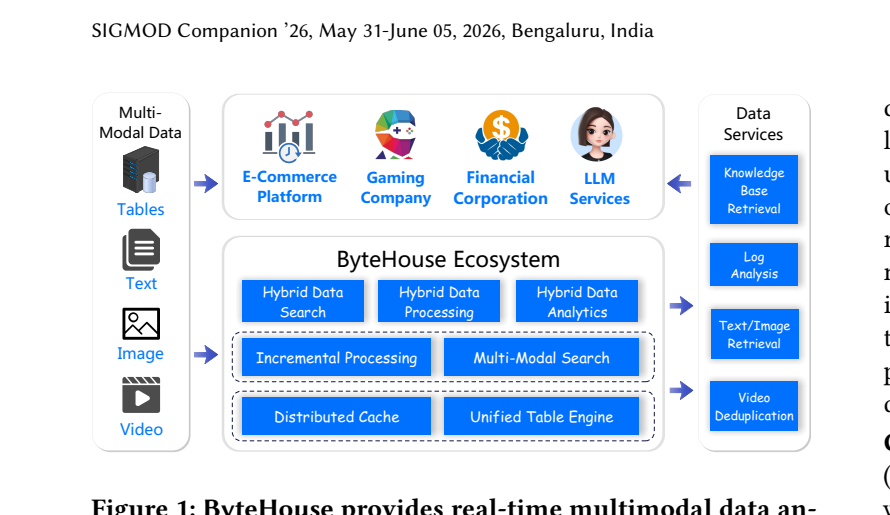 SIGMOD Companion ’26, May 31-June 05, 2026, Bengaluru, India
Multi-
Modal Data
Tables
Text
Image
Video
E-Commerce
Platform
Gaming
Company
Financial
Corporation
LLM
Services
ByteHouse Ecosystem
Hybrid Data
Search
Hybrid Data
Processing
Hybrid Data
Analytics
Incremental Processing
Multi-Modal Search
Distributed Cache
Unified Table Engine
Data
Services
Knowledge
Base
Retrieval
Log
Analysis
Text/Image
Retrieval
Video
Deduplication
Figure 1: ByteHouse provides real-time multimodal data an-